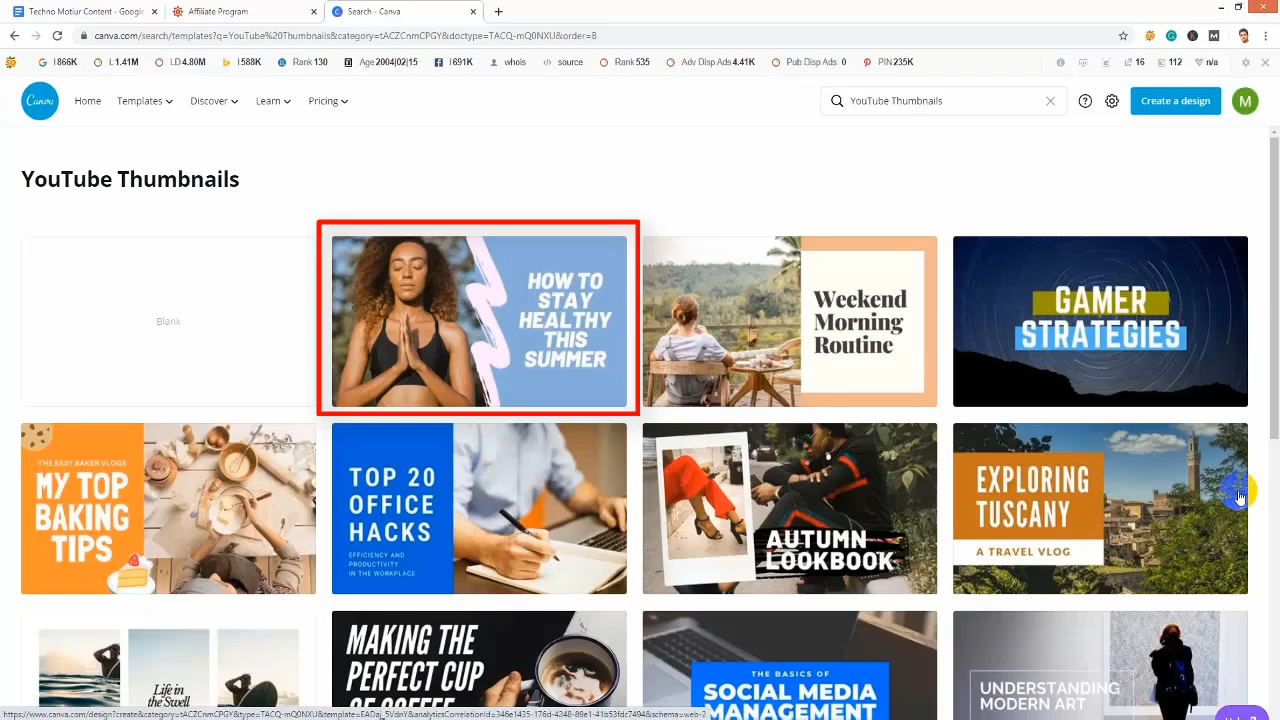 Techno Motiur Content - Google
Affiliate Program
Search - Canva
canva.com/search/templates?q=YouTube%20Thumbnails&category=tACZCnmCPGY&doctype=TACQ-mQ0NXU&order=B
I 866K
I 1.41M
LD 4.80M
I 588K
Rank 130
Age 2004|02|15
I 691K
whois
source
Rank 535
Adv Disp Ads 4.41K
Pub Disp Ads 0
PIN 235K
16
112
n/a
Canva
Home
Templates
Discover
Learn
Pricing
YouTube Thumbnails
Create a design
M
YouTube Thumbnails
Blank
HOW TO
STAY
HEALTHY
THIS
SUMMER
Weekend
Morning
Routine
GAMER
STRATEGIES
THE EASY BAKER VLOGS
MY TOP
BAKING
TIPS
TOP 20
OFFICE
HACKS
EFFICIENCY AND
PRODUCTIVITY
IN THE WORKPLACE
AUTUMN
LOOKBOOK
EXPLORING
TUSCANY
A TRAVEL VLOG
Life in
the Swell
MAKING THE
PERFECT CUP
OF COFFEE
THE BASICS OF
SOCIAL MEDIA
MANAGEMENT
UNDERSTANDING
MODERN ART